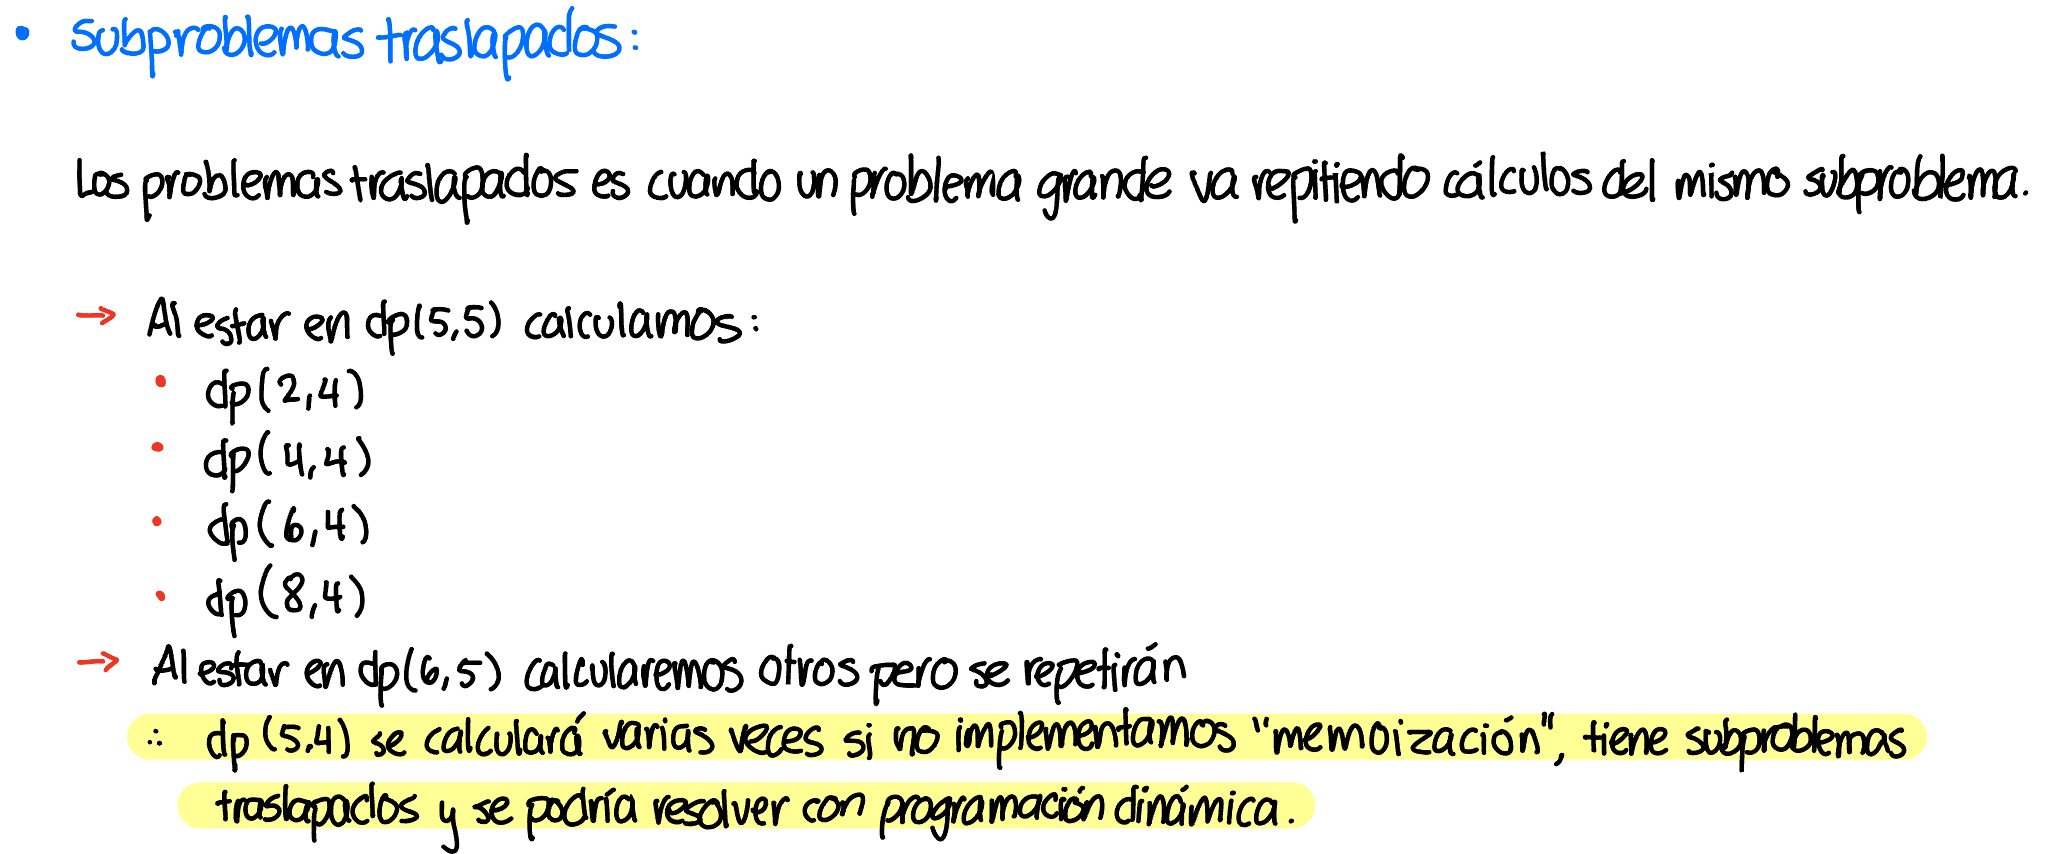 • Subproblemas traslapados:
Los problemas traslapados es cuando un problema grande va repitiendo cálculos del mismo subproblema.
→ Al estar en dp(5,5) calculamos:
• dp(2,4)
• dp(4,4)
• dp(6,4)
• dp(8,4)
→ Al estar en dp(6,5) calcularemos otros pero se repetirán
∴ dp(5,4) se calculará varias veces si no implementamos "memoización", tiene subproblemas
traslapados y se podría resolver con programación dinámica.